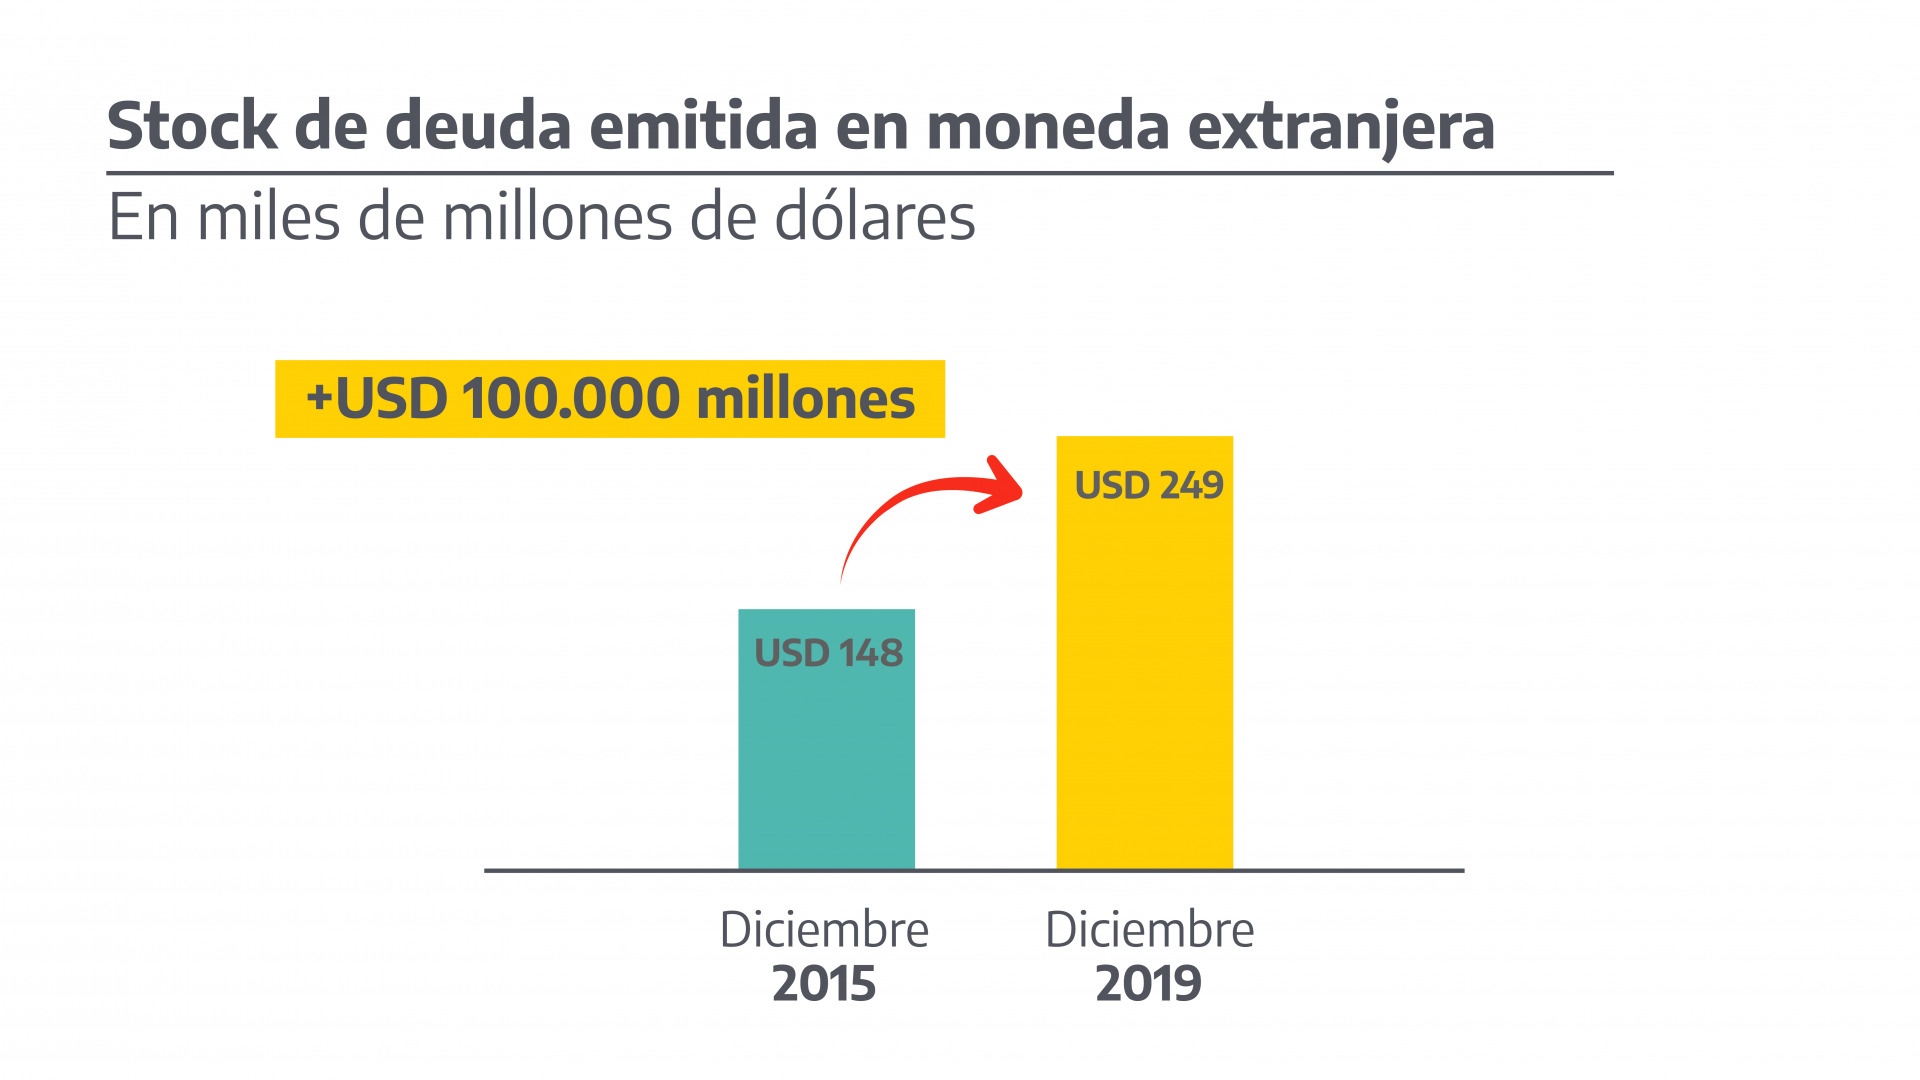 Stock de deuda emitida en moneda extranjera
En miles de millones de dólares
+USD 100.000 millones
USD 249
USD 148
Diciembre
2015
Diciembre
2019